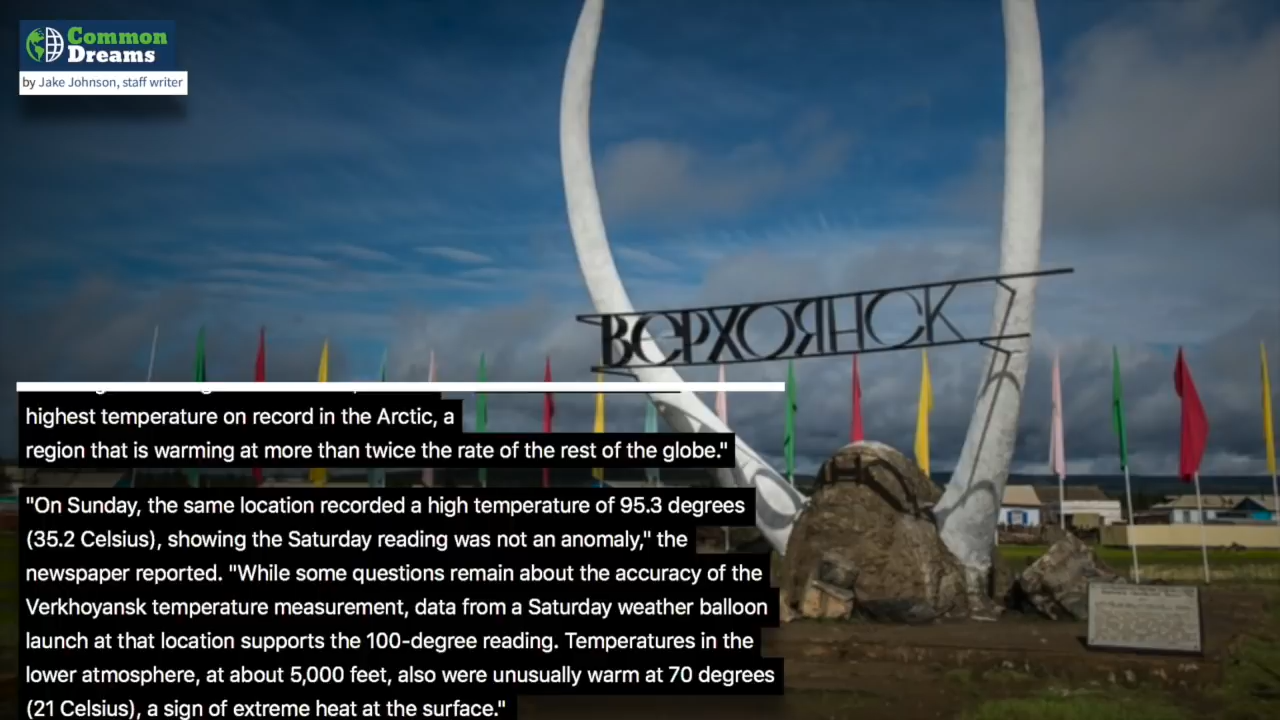 Common
Dreams
by Jake Johnson, staff writer
ВЕРХОЯНСК
highest temperature on record in the Arctic, a
region that is warming at more than twice the rate of the rest of the globe."
"On Sunday, the same location recorded a high temperature of 95.3 degrees
(35.2 Celsius), showing the Saturday reading was not an anomaly," the
newspaper reported. "While some questions remain about the accuracy of the
Verkhoyansk temperature measurement, data from a Saturday weather balloon
launch at that location supports the 100-degree reading. Temperatures in the
lower atmosphere, at about 5,000 feet, also were unusually warm at 70 degrees
(21 Celsius), a sign of extreme heat at the surface."